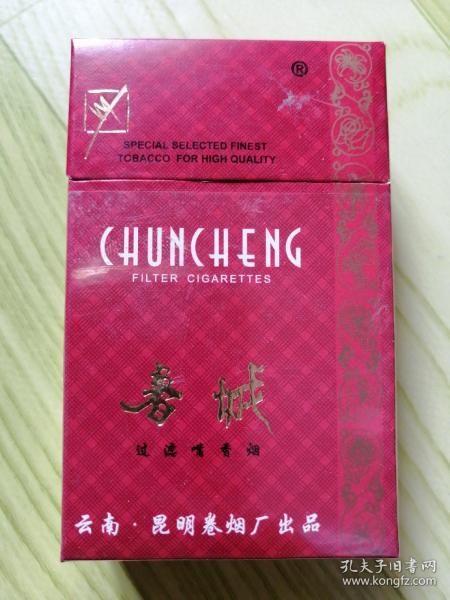 ®
SPECIAL SELECTED FINEST
TOBACCO FOR HIGH QUALITY
CHUNCHENG
FILTER CIGARETTES
春城
过滤嘴香烟
云南·昆明卷烟厂出品
孔夫子旧书网
www.kongfz.com